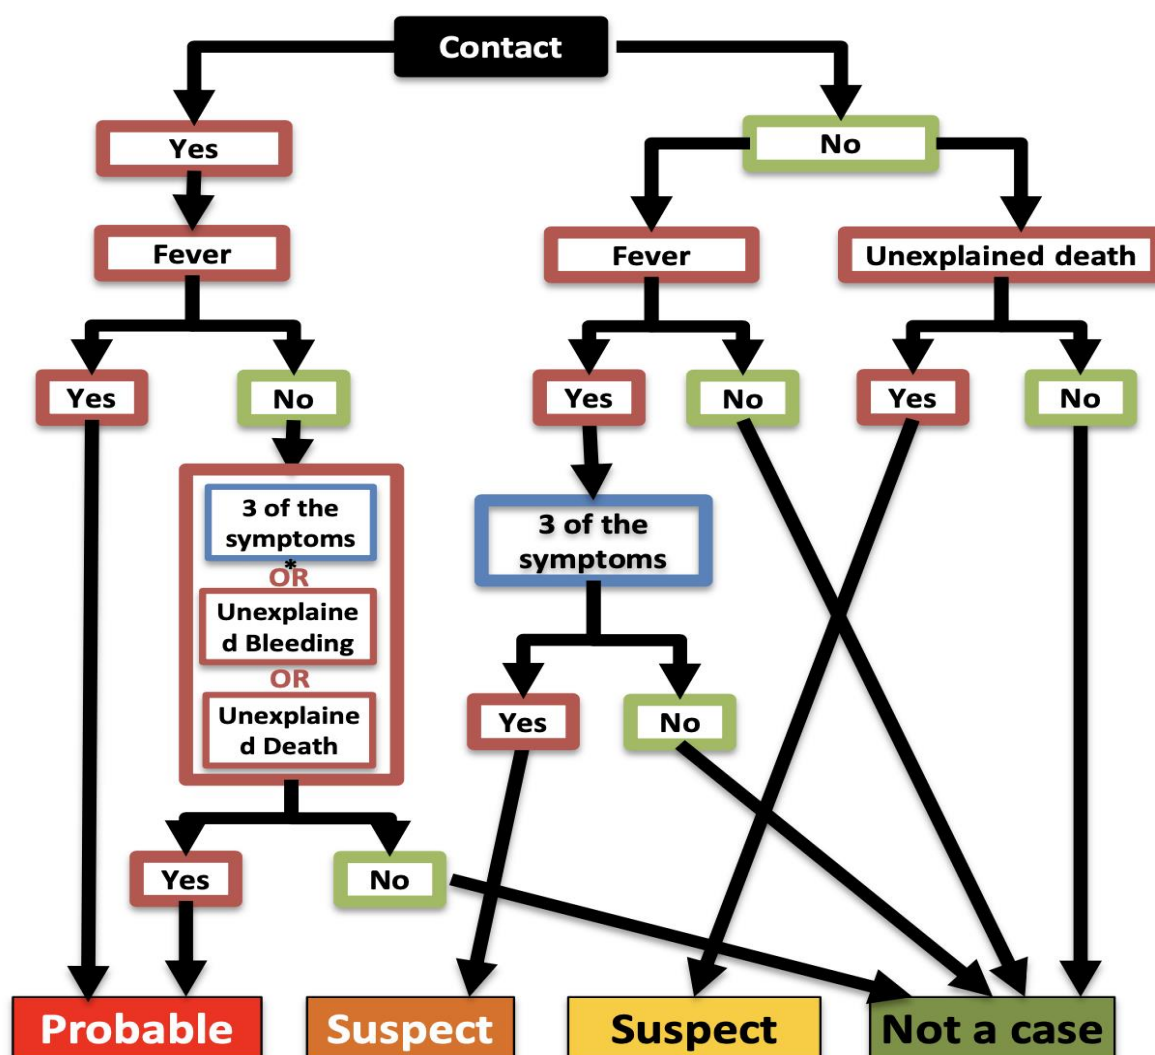 Contact
Yes
No
Fever
Fever
Unexplained death
Yes
No
Yes
No
Yes
No
3 of the
symptoms
*
OR
Unexplaine
d Bleeding
OR
Unexplaine
d Death
3 of the
symptoms
Yes
No
Yes
No
Probable
Suspect
Suspect
Not a case